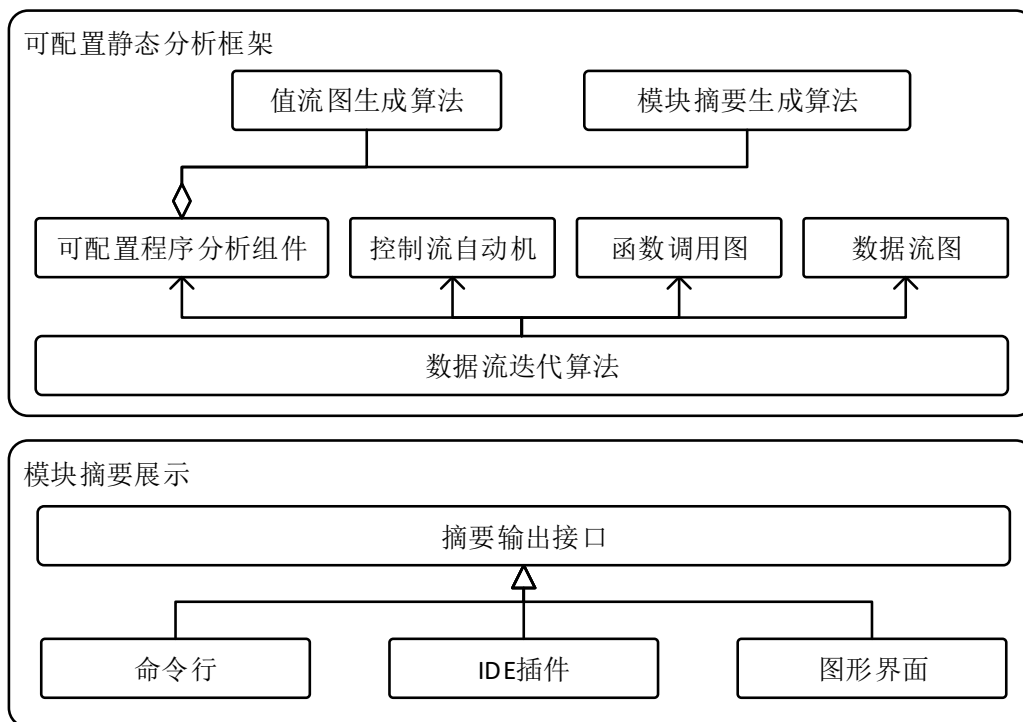 可配置静态分析框架
值流图生成算法
模块摘要生成算法
可配置程序分析组件
控制流自动机
函数调用图
数据流图
数据流迭代算法
模块摘要展示
摘要输出接口
命令行
IDE插件
图形界面